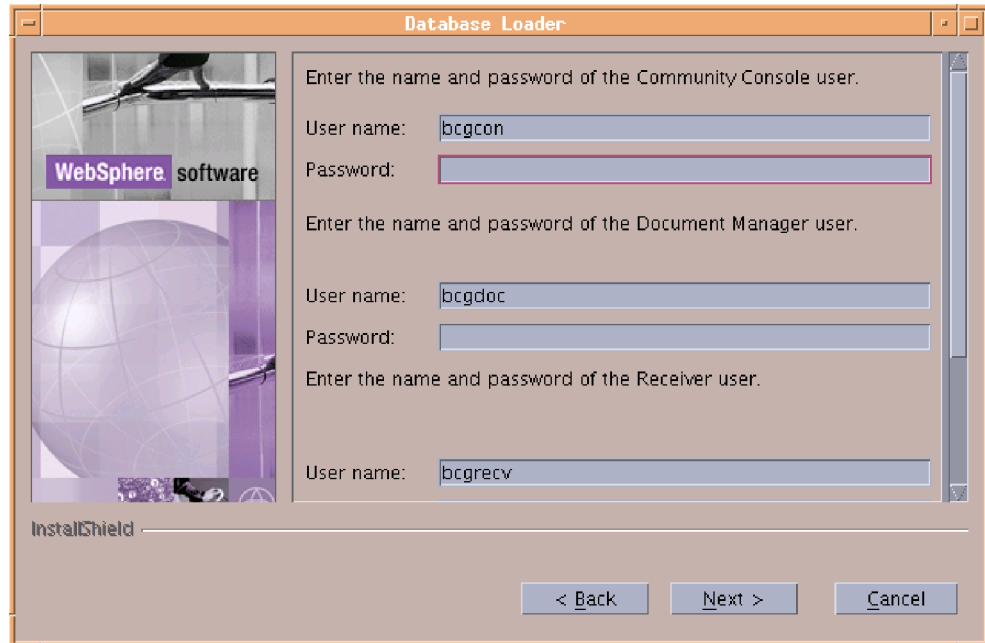 Database Loader
WebSphere software
Enter the name and password of the Community Console user.
User name: bcgcon
Password:
Enter the name and password of the Document Manager user.
User name: bcgdoc
Password:
Enter the name and password of the Receiver user.
User name: bcgrecv
InstallShield
< Back Next > Cancel